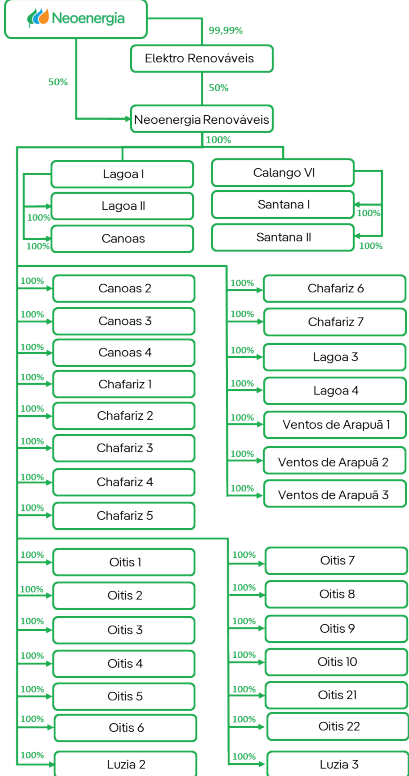 Neoenergia
99,99%
Elektro Renováveis
50%
50%
Neoenergia Renováveis
100%
Lagoa I
Calango VI
Lagoa II
Santana I
100%
100%
Canoas
Santana II
100%
100%
100%
Canoas 2
100%
Chafariz 6
100%
Canoas 3
100%
Chafariz 7
100%
Canoas 4
100%
Lagoa 3
100%
Chafariz 1
100%
Lagoa 4
100%
Chafariz 2
100%
Ventos de Arapuã 1
100%
Chafariz 3
100%
Ventos de Arapuã 2
100%
Chafariz 4
100%
Ventos de Arapuã 3
100%
Chafariz 5
100%
Oitis 1
100%
Oitis 7
100%
Oitis 2
100%
Oitis 8
100%
Oitis 3
100%
Oitis 9
100%
Oitis 4
100%
Oitis 10
100%
Oitis 5
100%
Oitis 21
100%
Oitis 6
100%
Oitis 22
100%
Luzia 2
100%
Luzia 3